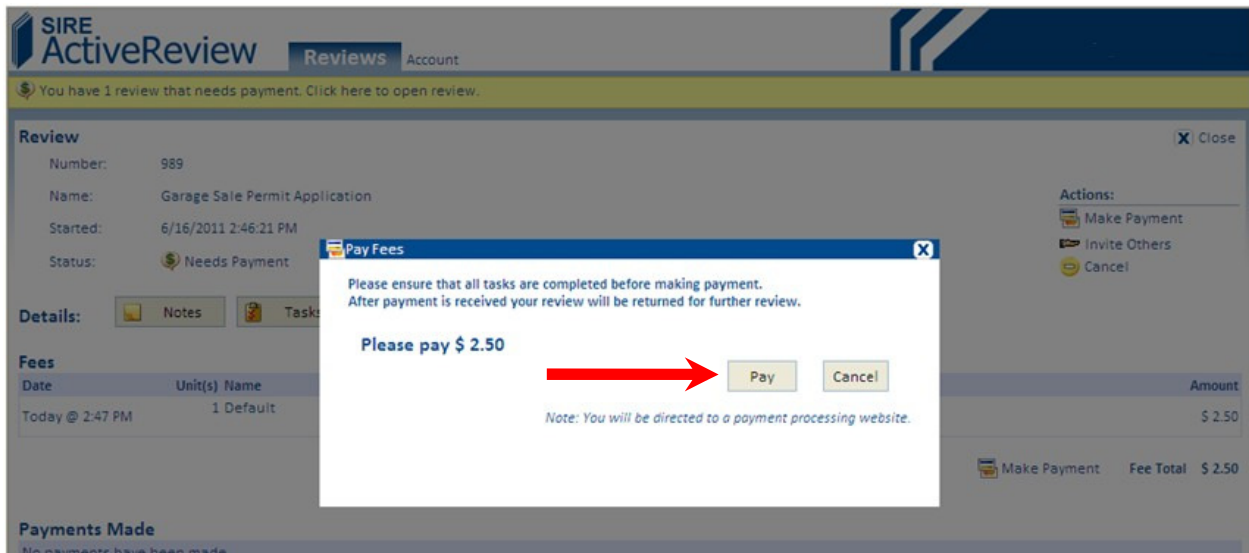 SIRE
ActiveReview
Reviews Account
You have 1 review that needs payment. Click here to open review.
Review
Close
Number: 989
Name: Garage Sale Permit Application
Actions:
Make Payment
Started: 6/16/2011 2:46:21 PM
Invite Others
Status: Needs Payment
Cancel
Pay Fees
Please ensure that all tasks are completed before making payment.
After payment is received your review will be returned for further review.
Details: Notes Tasks
Please pay $ 2.50
Fees
Pay Cancel
Date Unit(s) Name Amount
Today @ 2:47 PM 1 Default $ 2.50
Note: You will be directed to a payment processing website.
Make Payment Fee Total $ 2.50
Payments Made
No payments have been made